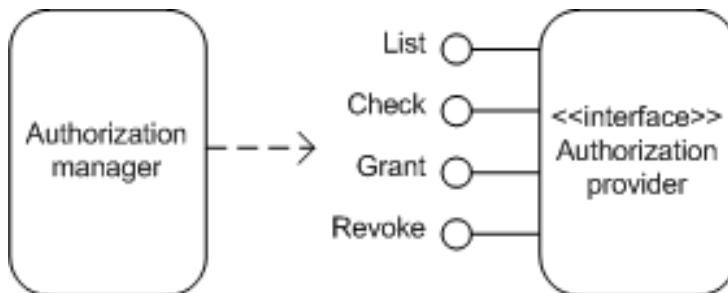 Authorization
manager
List
Check
Grant
Revoke
<<interface>>
Authorization
provider